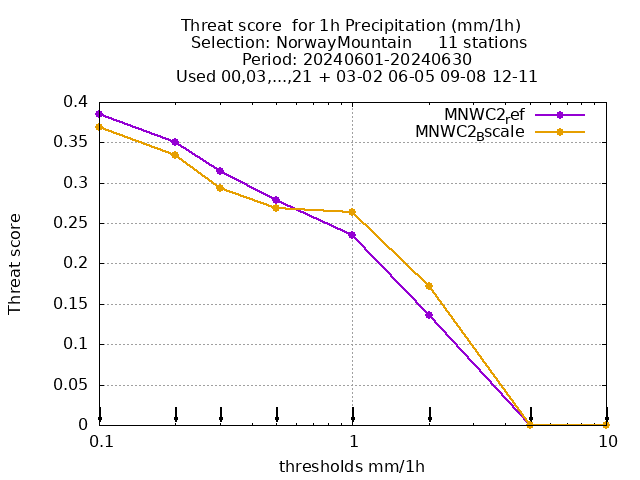 Threat score  for 1h Precipitation (mm/1h)
Selection: NorwayMountain     11 stations
Period: 20240601-20240630
Used 00,03,...,21 + 03-02 06-05 09-08 12-11
MNWC2ref
MNWC2Bscale
0.4
0.35
0.3
0.25
0.2
0.15
0.1
0.05
0
Threat score
0.1
1
10
thresholds mm/1h